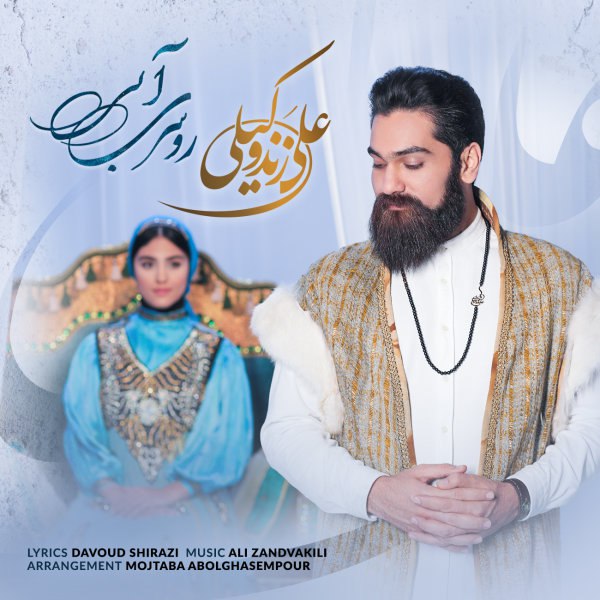 روسری آبی
علی زندوکیلی
LYRICS DAVOUD SHIRAZI MUSIC ALI ZANDVAKILI
ARRANGEMENT MOJTABA ABOLGHASEMPOUR